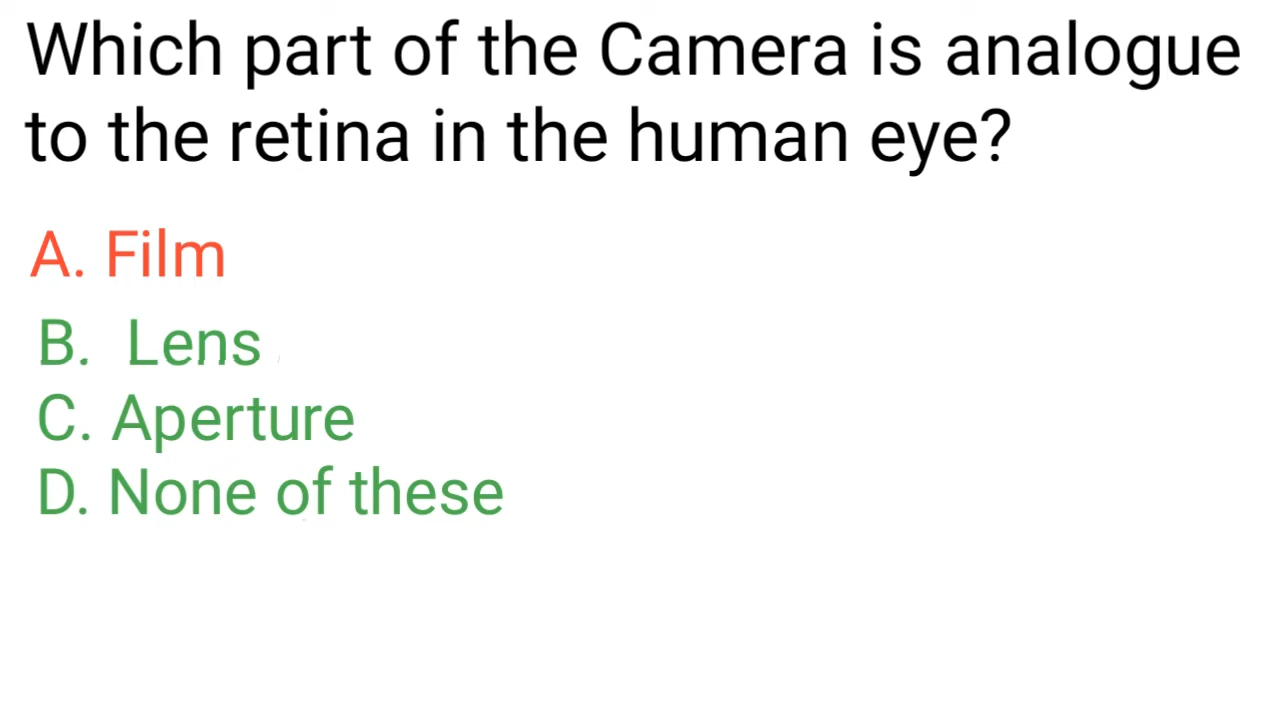 Which part of the Camera is analogue
to the retina in the human eye?
A. Film
B. Lens
C. Aperture
D. None of these